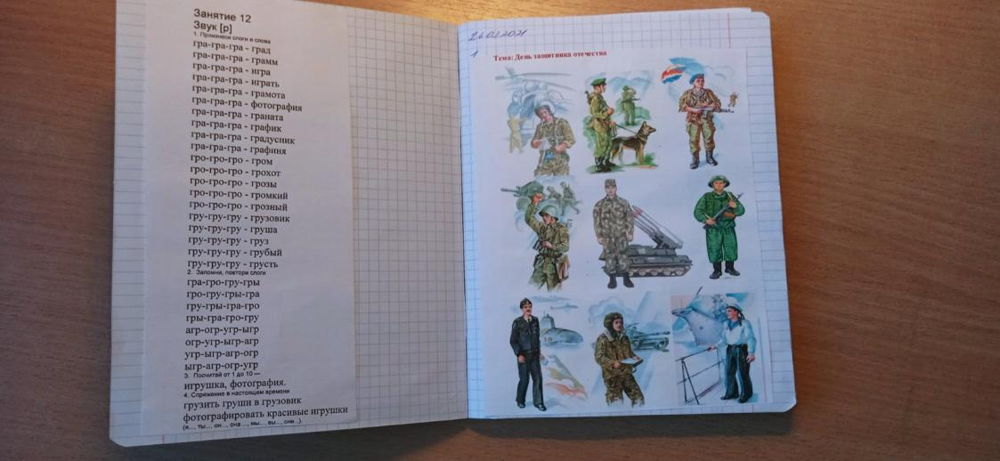 Занятие 12
Звук [р]
1. Произнеси слоги и слова
гра-гра-гра - град
гра-гра-гра - грамм
гра-гра-гра - игра
гра-гра-гра - играть
гра-гра-гра - грамота
гра-гра-гра - фотография
гра-гра-гра - граната
гра-гра-гра - график
гра-гра-гра - градусник
гра-гра-гра - графиня
гро-гро-гро - гром
гро-гро-гро - грохот
гро-гро-гро - грозы
гро-гро-гро - громкий
гро-гро-гро - грозный
гру-гру-гру - грузовик
гру-гру-гру - груша
гру-гру-гру - груз
гру-гру-гру - грубый
гру-гру-гру - грусть
2. Запомни, повтори слоги
гра-гро-гру-гры
гро-гру-гры-гра
гру-гры-гра-гро
гры-гра-гро-гру
агр-огр-угр-ыгр
огр-угр-ыгр-агр
угр-ыгр-агр-огр
ыгр-агр-огр-угр
3. Посчитай от 1 до 10 —
игрушка, фотография.
4. Спряжение в настоящем времени
грузить груши в грузовик
фотографировать красивые игрушки
(я..., ты..., он..., она ..., мы..., вы..., они...).
26.02.2021
1
Тема: День защитника отечества